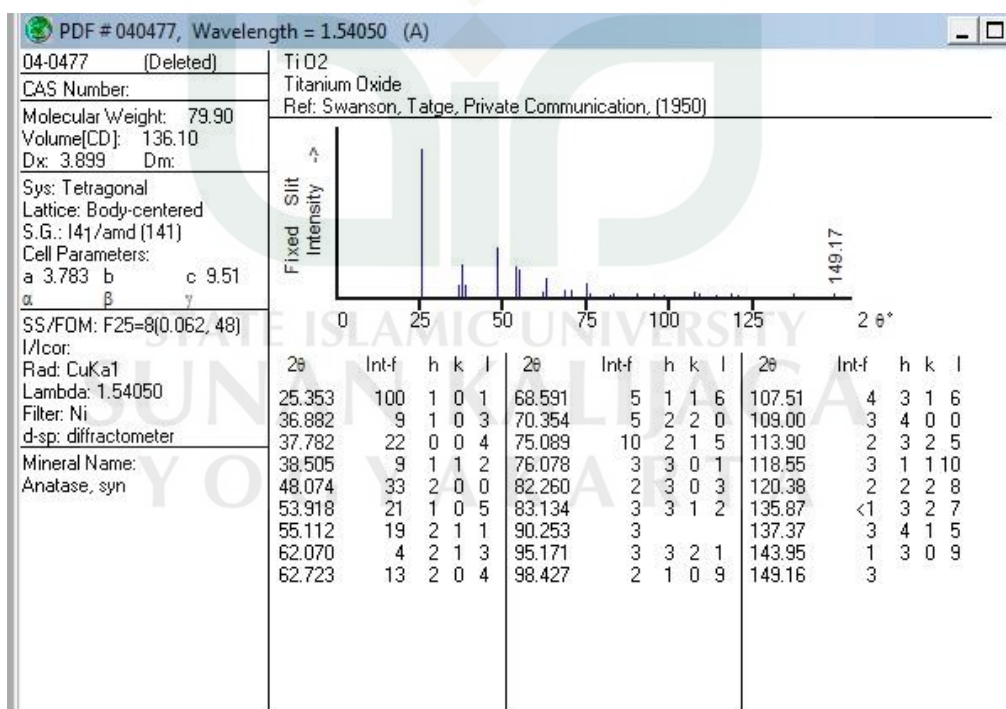 PDF # 040477, Wavelength = 1.54050 (A)
04-0477 (Deleted)
CAS Number:
Molecular Weight: 79.90
Volume[CD]: 136.10
Dx: 3.899 Dm:
Sys: Tetragonal
Lattice: Body-centered
S.G.: I41/amd (141)
Cell Parameters:
a 3.783 b c 9.51
α β γ
SS/FOM: F25=8(0.062, 48)
I/Icor:
Rad: CuKa1
Lambda: 1.54050
Filter: Ni
d-sp: diffractometer
Mineral Name:
Anatase, syn
TiO2
Titanium Oxide
Ref: Swanson, Tatge, Private Communication, (1950)
Fixed Slit
Intensity ->
149.17
0 25 50 75 100 125 2 θ°
2θ Int-f h k l 2θ Int-f h k l 2θ Int-f h k l
25.353 100 1 0 1 68.591 5 1 1 6 107.51 4 3 1 6
36.882 9 1 0 3 70.354 5 2 2 0 109.00 3 4 0 0
37.782 22 0 0 4 75.089 10 2 1 5 113.90 2 3 2 5
38.505 9 1 1 2 76.078 3 3 0 1 118.55 3 1 1 10
48.074 33 2 0 0 82.260 2 3 0 3 120.38 2 2 2 8
53.918 21 1 0 5 83.134 3 3 1 2 135.87 <1 3 2 7
55.112 19 2 1 1 90.253 3 137.37 3 4 1 5
62.070 4 2 1 3 95.171 3 3 2 1 143.95 1 3 0 9
62.723 13 2 0 4 98.427 2 1 0 9 149.16 3
STATE ISLAMIC UNIVERSITY
SUNAN KALIJAGA
YOGYAKARTA